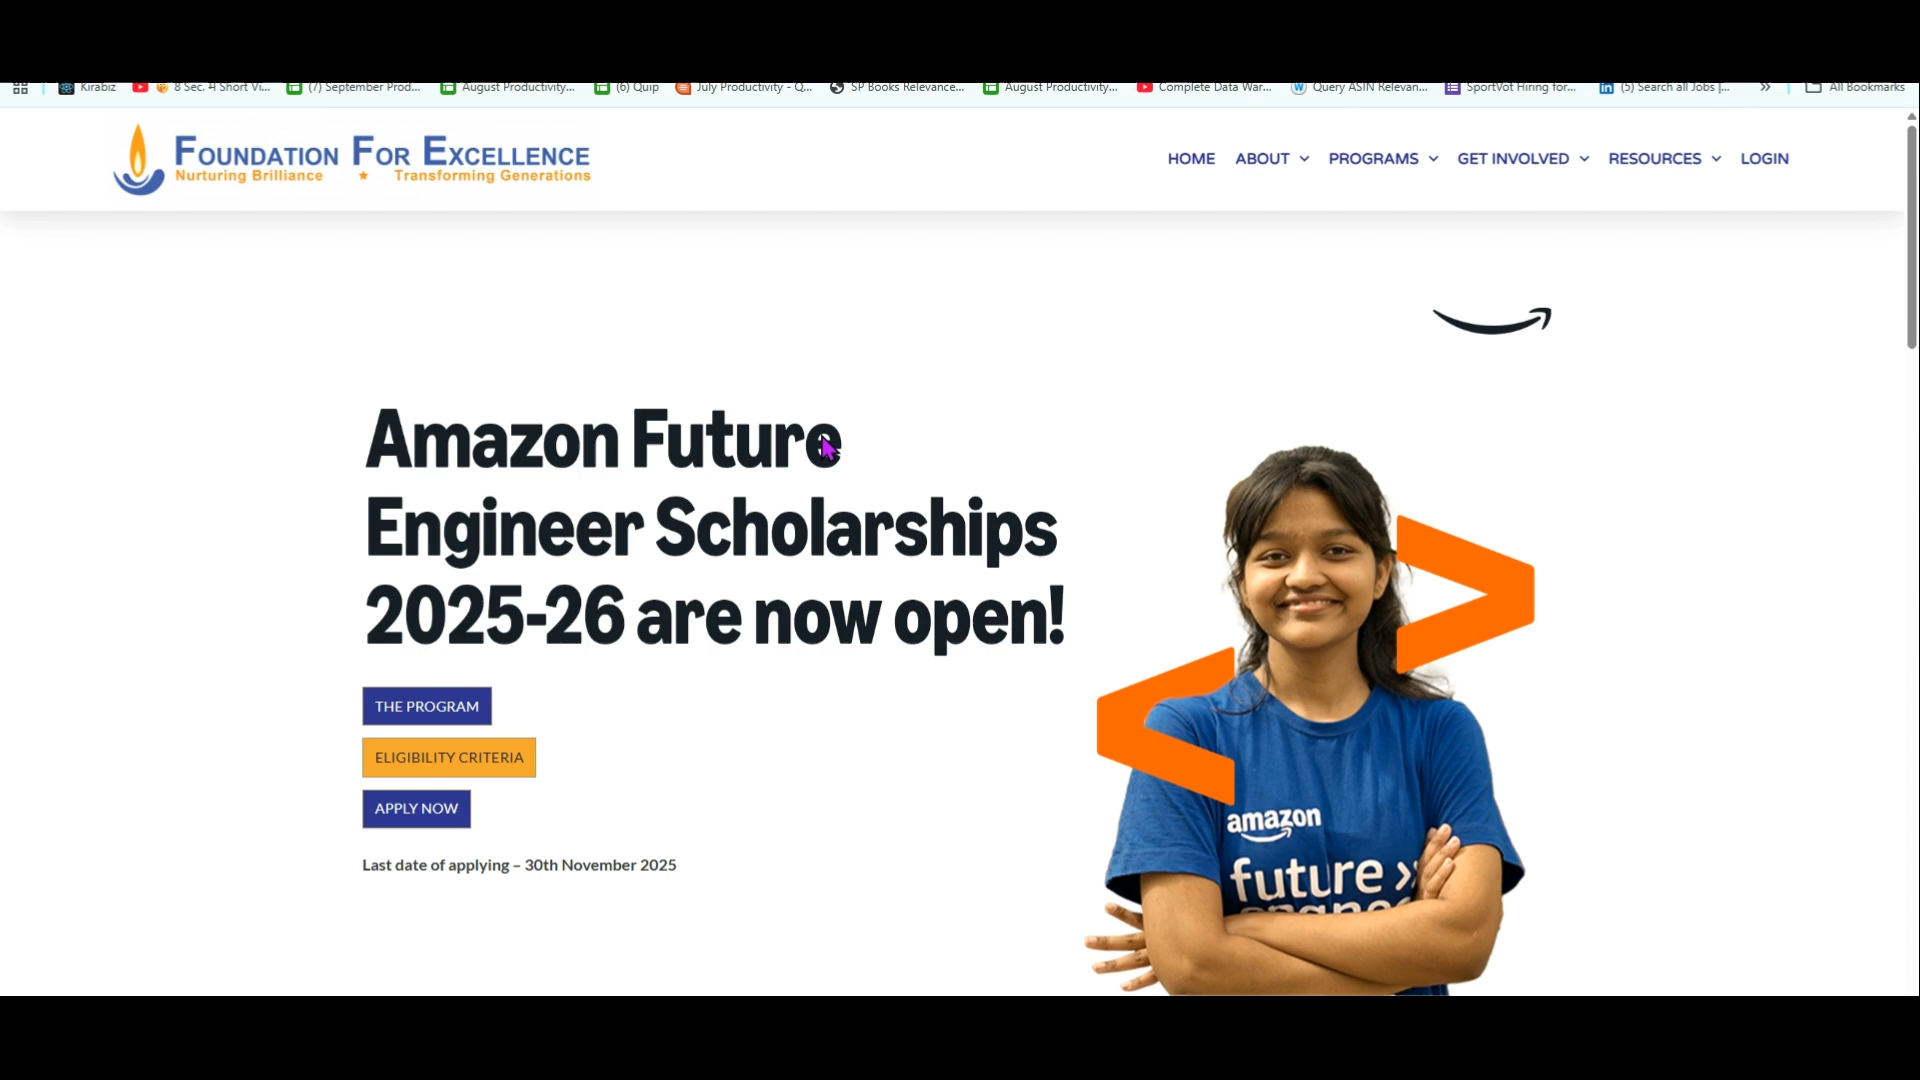 Kirabiz
8 Sec. में Short Vi...
(7) September Prod...
August Productivity...
(6) Quip
July Productivity - Q...
SP Books Relevance...
August Productivity...
Complete Data War...
Query ASIN Relevan...
SportVot Hiring for...
(5) Search all Jobs |...
All Bookmarks
FOUNDATION FOR EXCELLENCE
Nurturing Brilliance ★ Transforming Generations
HOME
ABOUT
PROGRAMS
GET INVOLVED
RESOURCES
LOGIN
Amazon Future
Engineer Scholarships
2025-26 are now open!
THE PROGRAM
ELIGIBILITY CRITERIA
APPLY NOW
Last date of applying – 30th November 2025
amazon
future
engineer